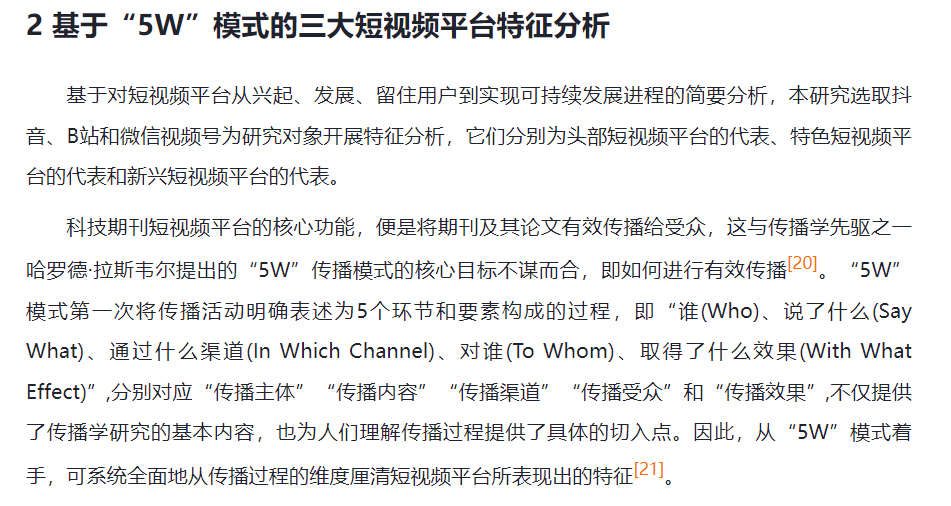 2 基于“5W”模式的三大短视频平台特征分析
基于对短视频平台从兴起、发展、留住用户到实现可持续发展进程的简要分析，本研究选取抖
音、B站和微信视频号为研究对象开展特征分析，它们分别为头部短视频平台的代表、特色短视频平
台的代表和新兴短视频平台的代表。
科技期刊短视频平台的核心功能，便是将期刊及其论文有效传播给受众，这与传播学先驱之一
哈罗德·拉斯韦尔提出的“5W”传播模式的核心目标不谋而合，即如何进行有效传播[20]。“5W”
模式第一次将传播活动明确表述为5个环节和要素构成的过程，即“谁(Who)、说了什么(Say
What)、通过什么渠道(In Which Channel)、对谁(To Whom)、取得了什么效果(With What
Effect)”,分别对应“传播主体”“传播内容”“传播渠道”“传播受众”和“传播效果”,不仅提供
了传播学研究的基本内容，也为人们理解传播过程提供了具体的切入点。因此，从“5W”模式着
手，可系统全面地从传播过程的维度厘清短视频平台所表现出的特征[21]。